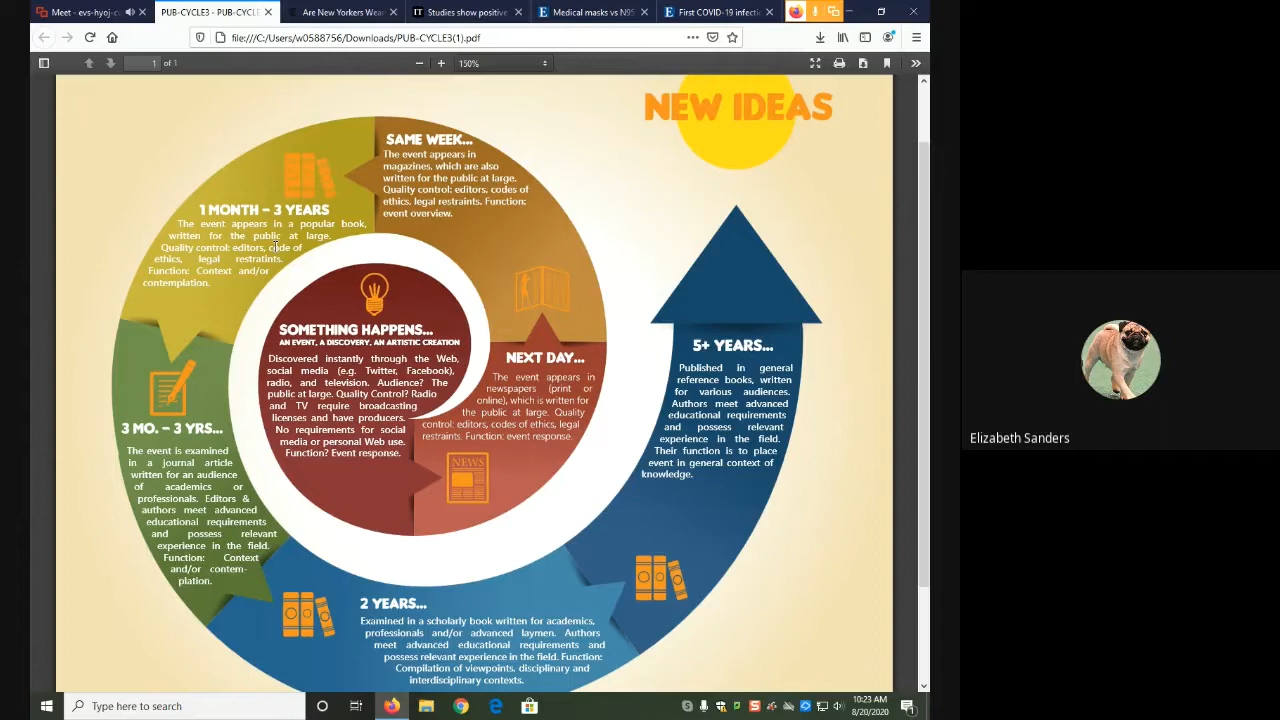 Meet - evs-hyoj-c
PUB-CYCLE3 - PUB-CYCLE
Are New Yorkers Wear
Studies show positive
Medical masks vs N95
First COVID-19 infectio
file:///C:/Users/w0588756/Downloads/PUB-CYCLE3(1).pdf
1 of 1
150%
NEW IDEAS
SAME WEEK...
The event appears in
magazines, which are also
written for the public at large.
Quality control: editors, codes of
ethics, legal restraints. Function:
event overview.
1 MONTH – 3 YEARS
The event appears in a popular book,
written for the public at large.
Quality control: editors, code of
ethics, legal restratints.
Function: Context and/or
contemplation.
SOMETHING HAPPENS...
AN EVENT, A DISCOVERY, AN ARTISTIC CREATION
Discovered instantly through the Web,
social media (e.g. Twitter, Facebook),
radio, and television. Audience? The
public at large. Quality Control? Radio
and TV require broadcasting
licenses and have producers.
No requirements for social
media or personal Web use.
Function? Event response.
NEXT DAY...
The event appears in
newspapers (print or
online), which is written for
the public at large. Quality
control: editors, codes of ethics, legal
restraints. Function: event response.
NEWS
5+ YEARS...
Published in general
reference books, written
for various audiences.
Authors meet advanced
educational requirements
and possess relevant
experience in the field.
Their function is to place
event in general context of
knowledge.
3 MO. – 3 YRS...
The event is examined
in a journal article
written for an audience
of academics or
professionals. Editors &
authors meet advanced
educational requirements
and possess relevant
experience in the field.
Function: Context
and/or contem-
plation.
2 YEARS...
Examined in a scholarly book written for academics,
professionals and/or advanced laymen. Authors
meet advanced educational requirements and
possess relevant experience in the field. Function:
Compilation of viewpoints, disciplinary and
interdisciplinary contexts.
Elizabeth Sanders
Type here to search
10:23 AM
8/20/2020